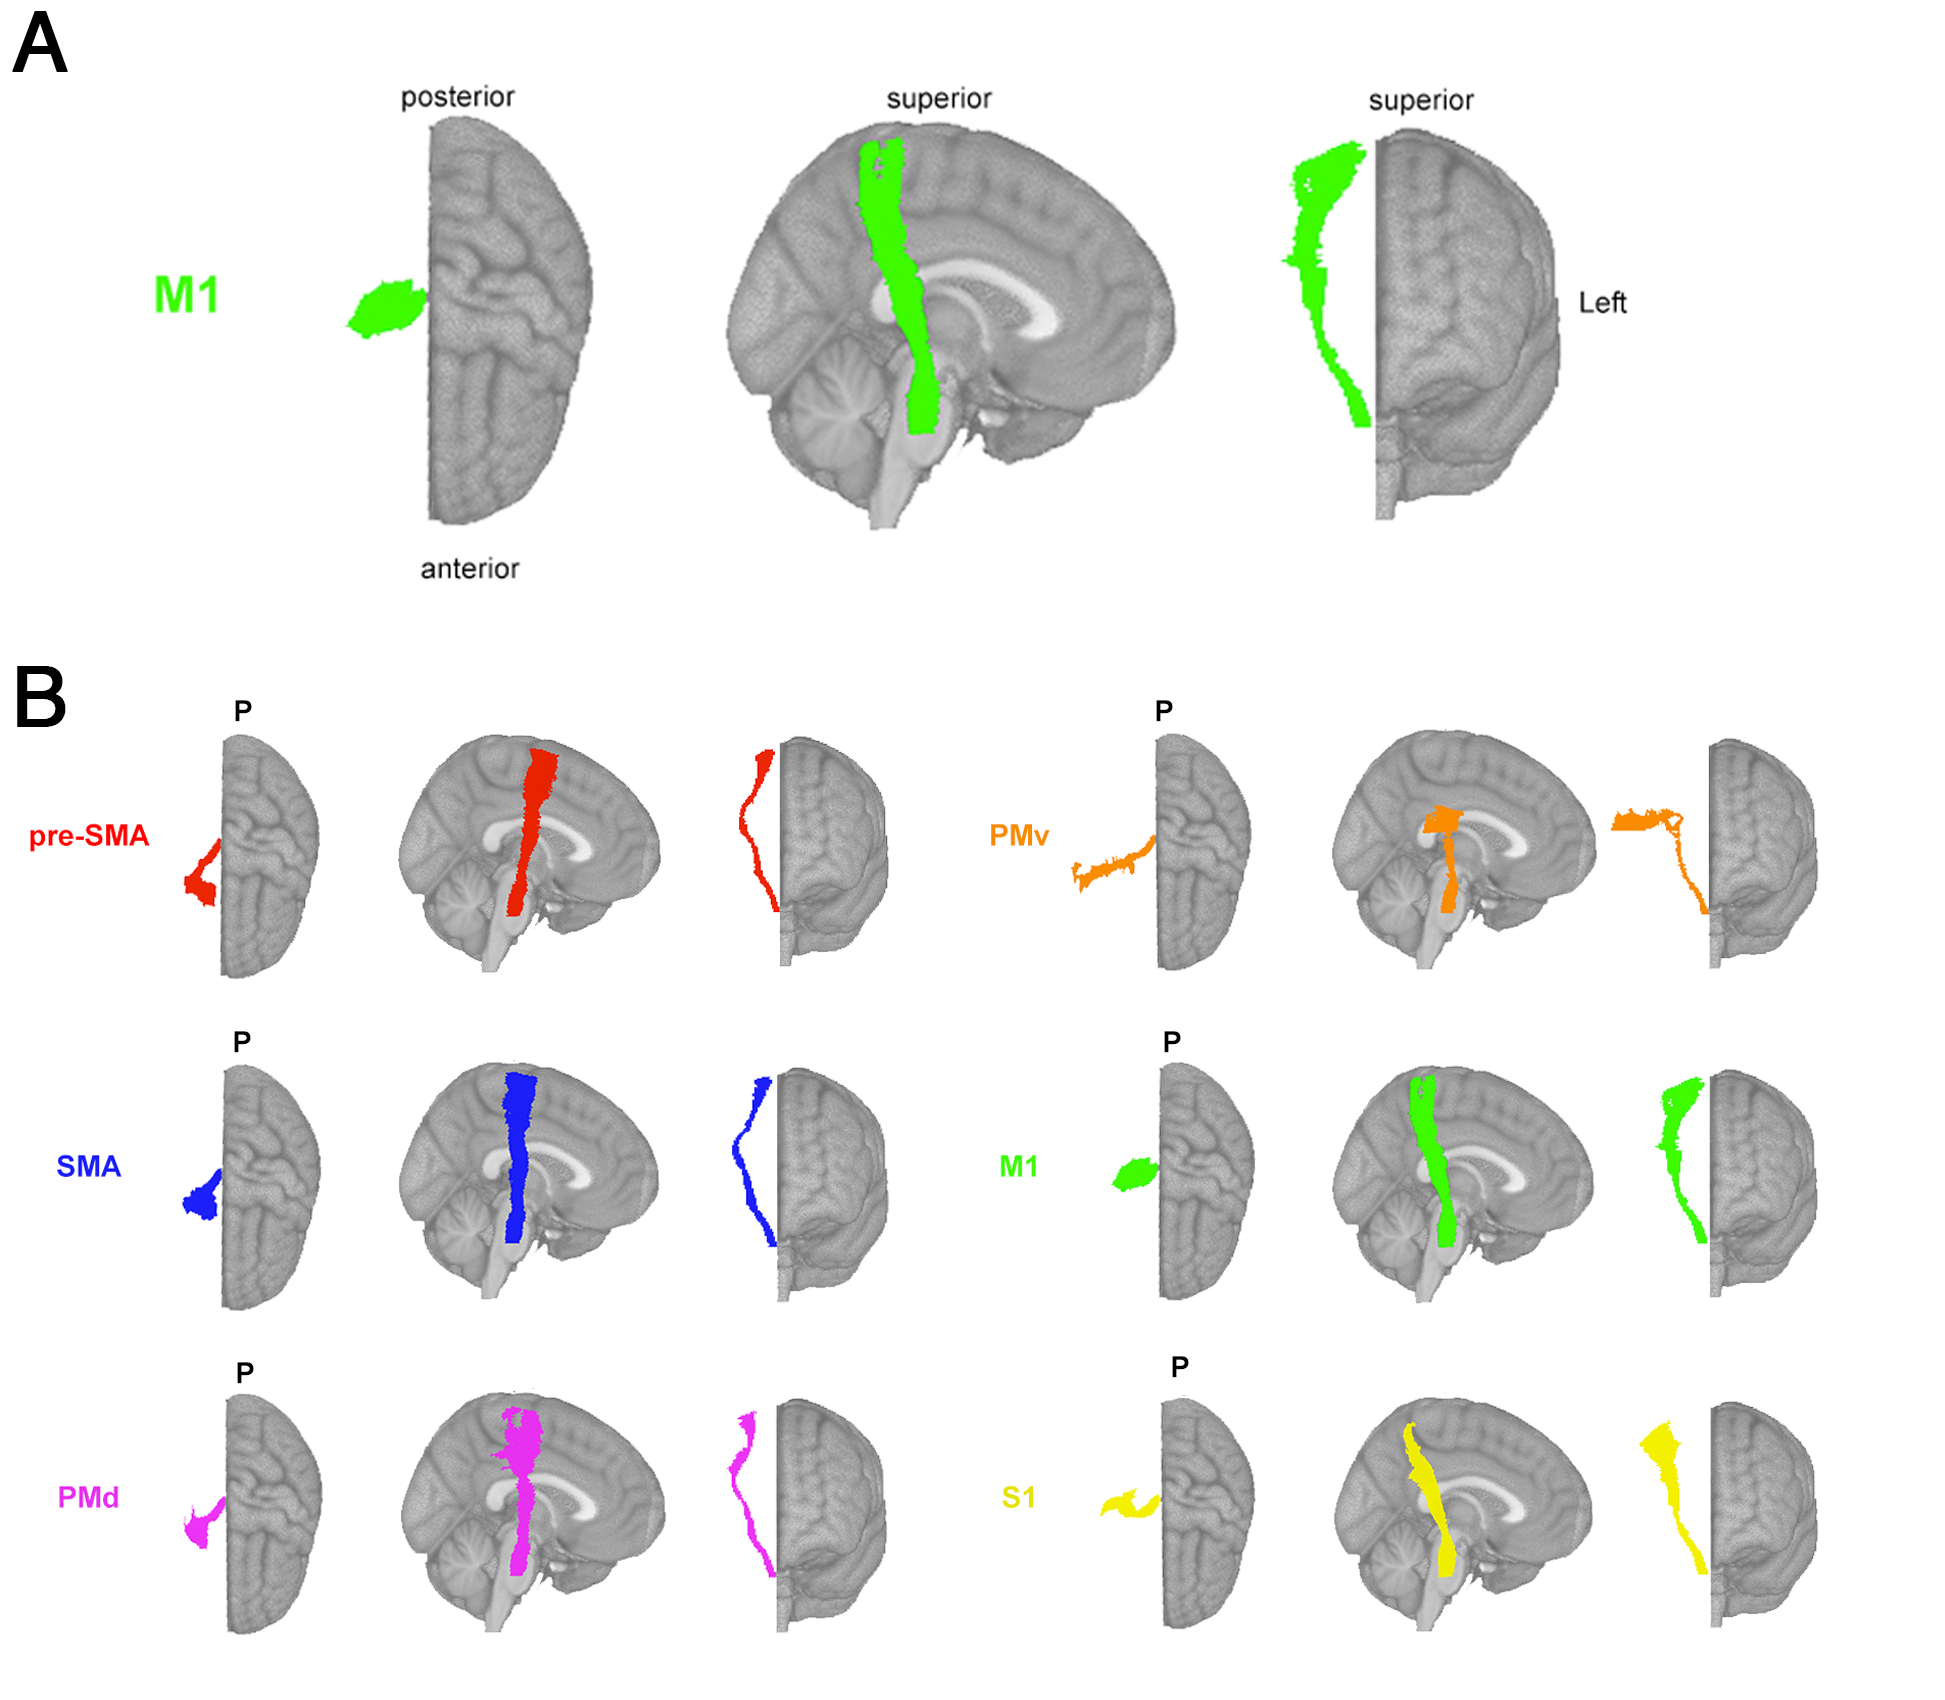 A
posterior
superior
superior
M1
Left
anterior
B
P
P
pre-SMA
PMv
P
P
SMA
M1
P
P
PMd
S1